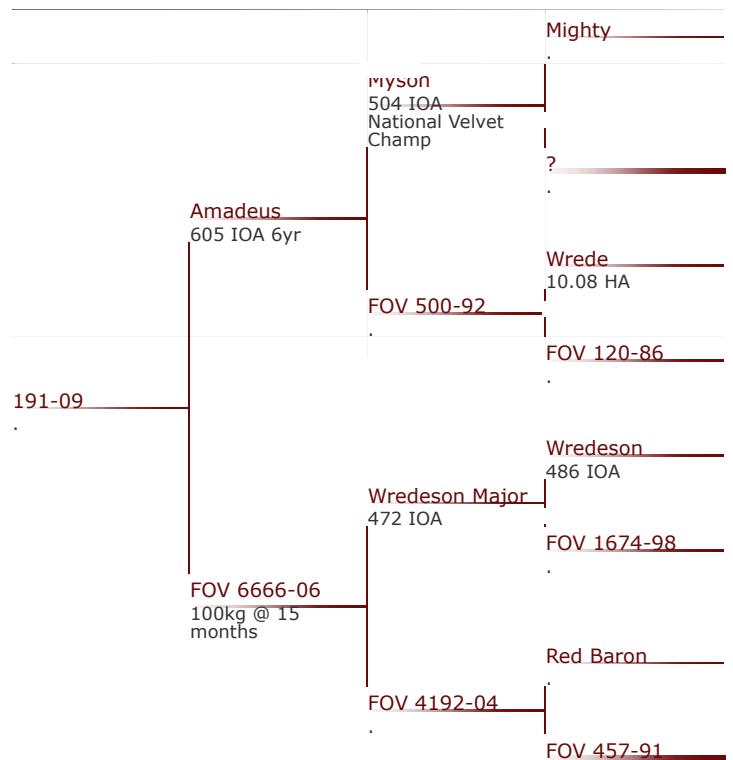 Mighty
.
Myson
504 IOA
National Velvet
Champ
?
.
Amadeus
605 IOA 6yr
Wrede
10.08 HA
FOV 500-92
.
FOV 120-86
.
191-09
.
Wredeson
486 IOA
Wredeson Major
472 IOA
FOV 1674-98
.
FOV 6666-06
100kg @ 15
months
Red Baron
.
FOV 4192-04
.
FOV 457-91